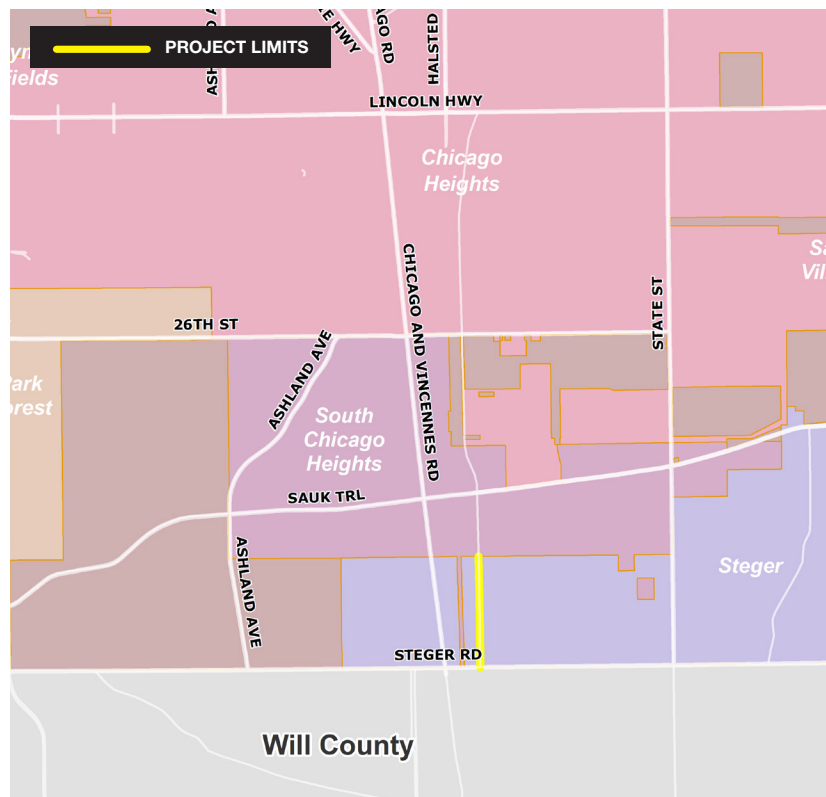 PROJECT LIMITS
HWY
HALSTED
LINCOLN HWY
Chicago
Heights
CHICAGO AND VINCENNES RD
STATE ST
26TH ST
ASHLAND AVE
South
Chicago
Heights
SAUK TRL
ASHLAND AVE
Steger
STEGER RD
Will County